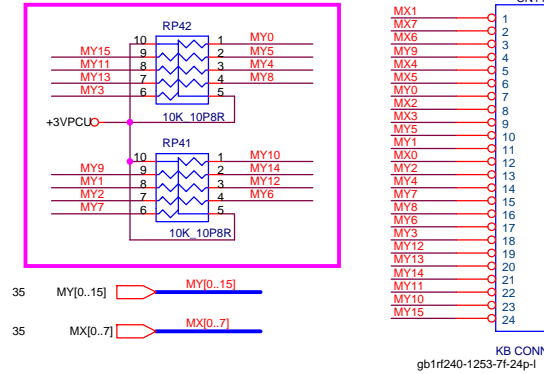 RP42
10 1 MY0
MY15 9 2 MY5
MY11 8 3 MY4
MY13 7 4 MY8
MY3 6 5
+3VPCU 10K_10P8R
RP41
10 1 MY10
MY9 9 2 MY14
MY1 8 3 MY12
MY2 7 4 MY6
MY7 6 5
10K_10P8R
35 MY[0..15] MY[0..15]
35 MX[0..7] MX[0..7]
MX1 1
MX7 2
MX6 3
MY9 4
MX4 5
MX5 6
MY0 7
MX2 8
MX3 9
MY5 10
MY1 11
MX0 12
MY2 13
MY4 14
MY7 15
MY8 16
MY6 17
MY3 18
MY12 19
MY13 20
MY14 21
MY11 22
MY10 23
MY15 24
KB CONN
gb1rf240-1253-7f-24p-l